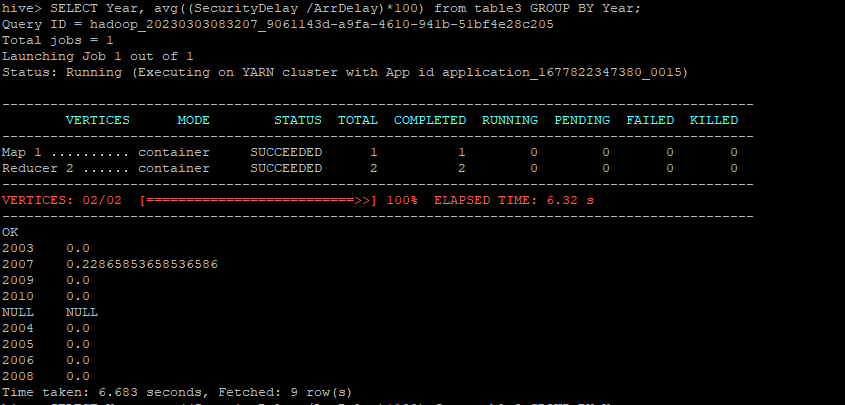 hive> SELECT Year, avg((SecurityDelay /ArrDelay)*100) from table3 GROUP BY Year;
Query ID = hadoop_20230303083207_9061143d-a9fa-4610-941b-51bf4e28c205
Total jobs = 1
Launching Job 1 out of 1
Status: Running (Executing on YARN cluster with App id application_1677822347380_0015)
----------------------------------------------------------------------------------------------
VERTICES MODE STATUS TOTAL COMPLETED RUNNING PENDING FAILED KILLED
----------------------------------------------------------------------------------------------
Map 1 .......... container SUCCEEDED 1 1 0 0 0 0
Reducer 2 ...... container SUCCEEDED 2 2 0 0 0 0
----------------------------------------------------------------------------------------------
VERTICES: 02/02 [==========================>>] 100% ELAPSED TIME: 6.32 s
----------------------------------------------------------------------------------------------
OK
2003 0.0
2007 0.22865853658536586
2009 0.0
2010 0.0
NULL NULL
2004 0.0
2005 0.0
2006 0.0
2008 0.0
Time taken: 6.683 seconds, Fetched: 9 row(s)